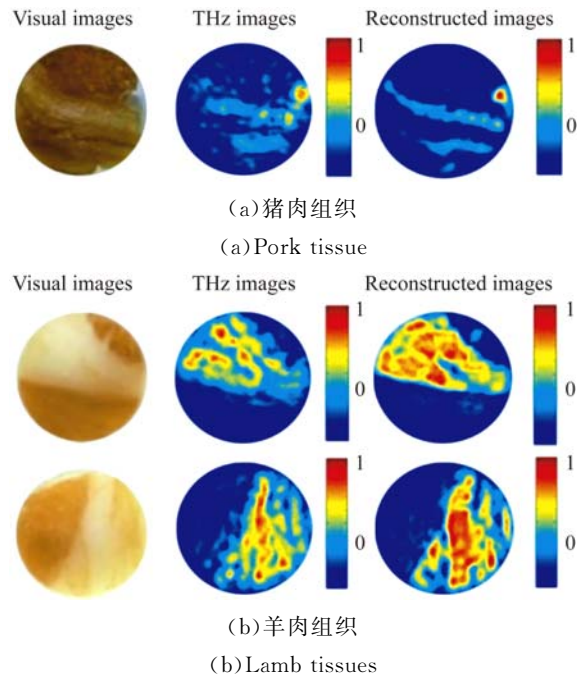 Visual images THz images Reconstructed images
1 1
0 0
(a)猪肉组织
(a)Pork tissue
Visual images THz images Reconstructed images
1 1
0 0
1 1
0 0
(b)羊肉组织
(b)Lamb tissues